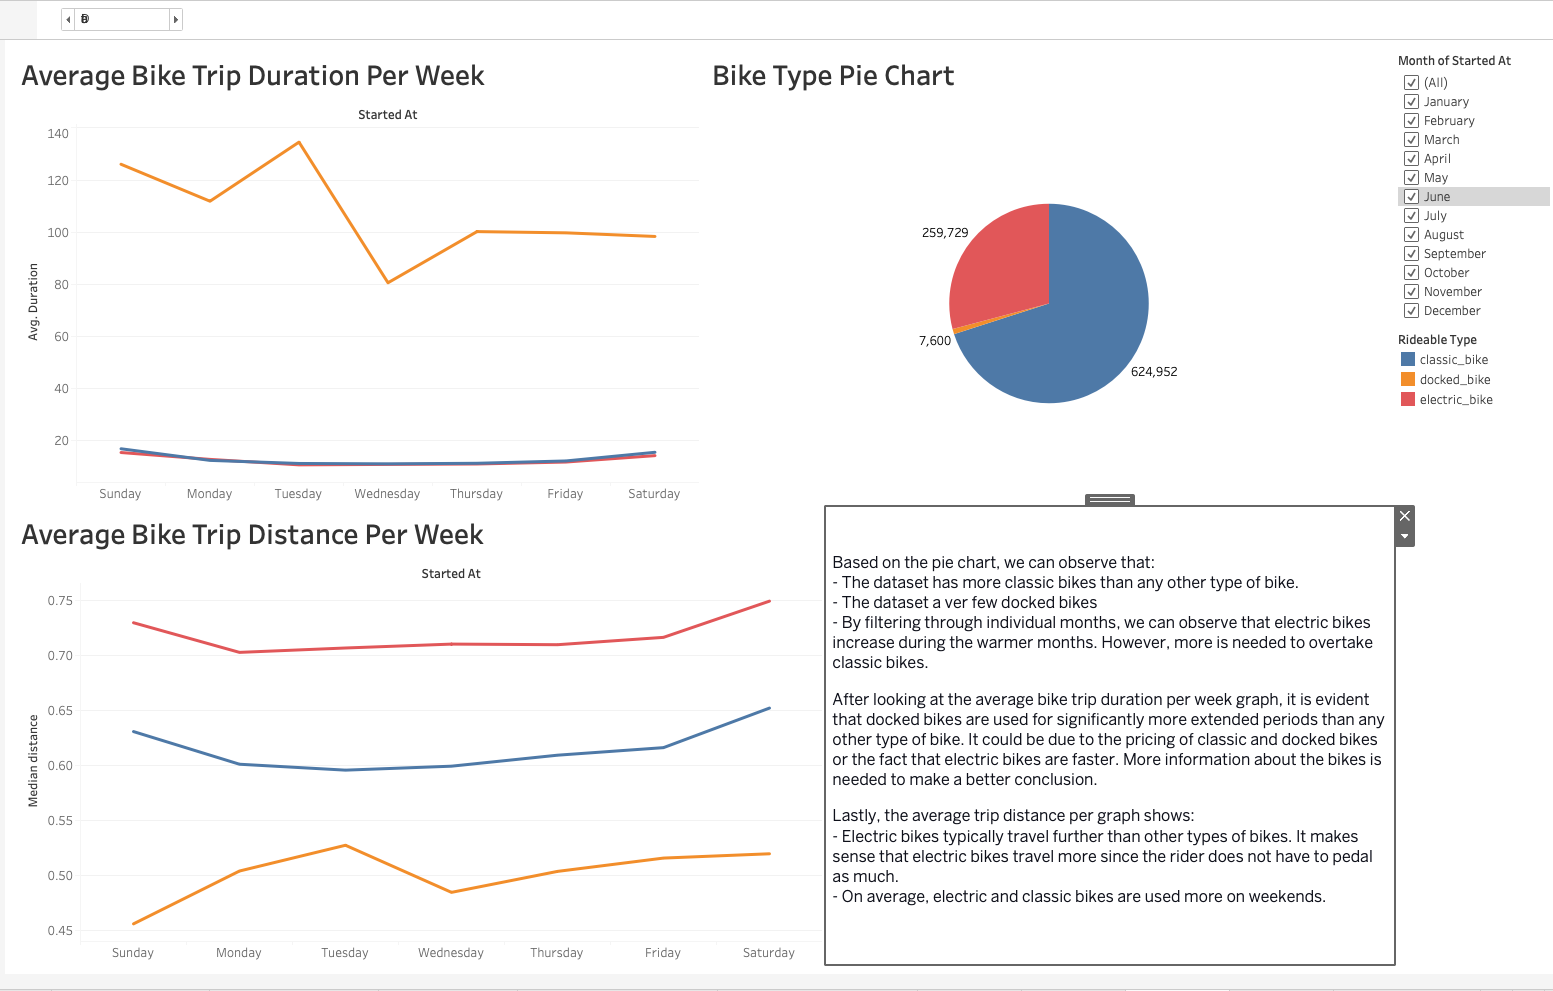 Average Bike Trip Duration Per Week
Started At
140
120
100
80
60
40
20
Avg. Duration
Sunday Monday Tuesday Wednesday Thursday Friday Saturday
Bike Type Pie Chart
259,729
7,600
624,952
Month of Started At
(All)
January
February
March
April
May
June
July
August
September
October
November
December
Rideable Type
classic_bike
docked_bike
electric_bike
Average Bike Trip Distance Per Week
Started At
0.75
0.70
0.65
0.60
0.55
0.50
0.45
Median distance
Sunday Monday Tuesday Wednesday Thursday Friday Saturday
Based on the pie chart, we can observe that:
- The dataset has more classic bikes than any other type of bike.
- The dataset a ver few docked bikes
- By filtering through individual months, we can observe that electric bikes
increase during the warmer months. However, more is needed to overtake
classic bikes.
After looking at the average bike trip duration per week graph, it is evident
that docked bikes are used for significantly more extended periods than any
other type of bike. It could be due to the pricing of classic and docked bikes
or the fact that electric bikes are faster. More information about the bikes is
needed to make a better conclusion.
Lastly, the average trip distance per graph shows:
- Electric bikes typically travel further than other types of bikes. It makes
sense that electric bikes travel more since the rider does not have to pedal
as much.
- On average, electric and classic bikes are used more on weekends.